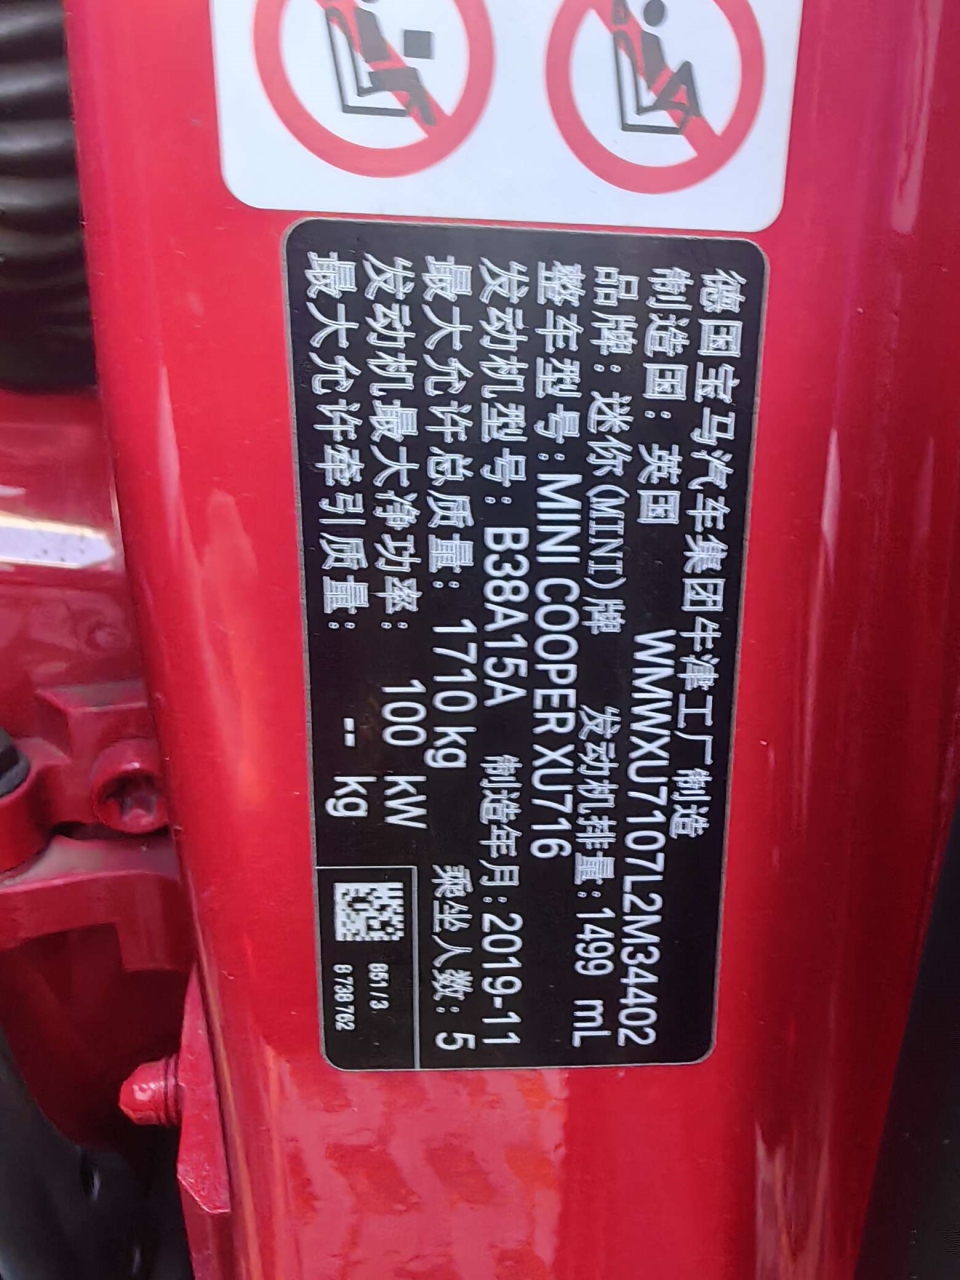 德国宝马汽车集团牛津工厂制造
制造国：英国 WMWXU7107L2M34402
品牌：迷你(MINI)牌 发动机排量：1499 mL
整车型号：MINI COOPER XU716
发动机型号：B38A15A 制造年月：2019-11
最大允许总质量：1710 kg 乘坐人数：5
发动机最大净功率：100 kW
最大允许牵引质量：-- kg
851 / 3
8 738 762